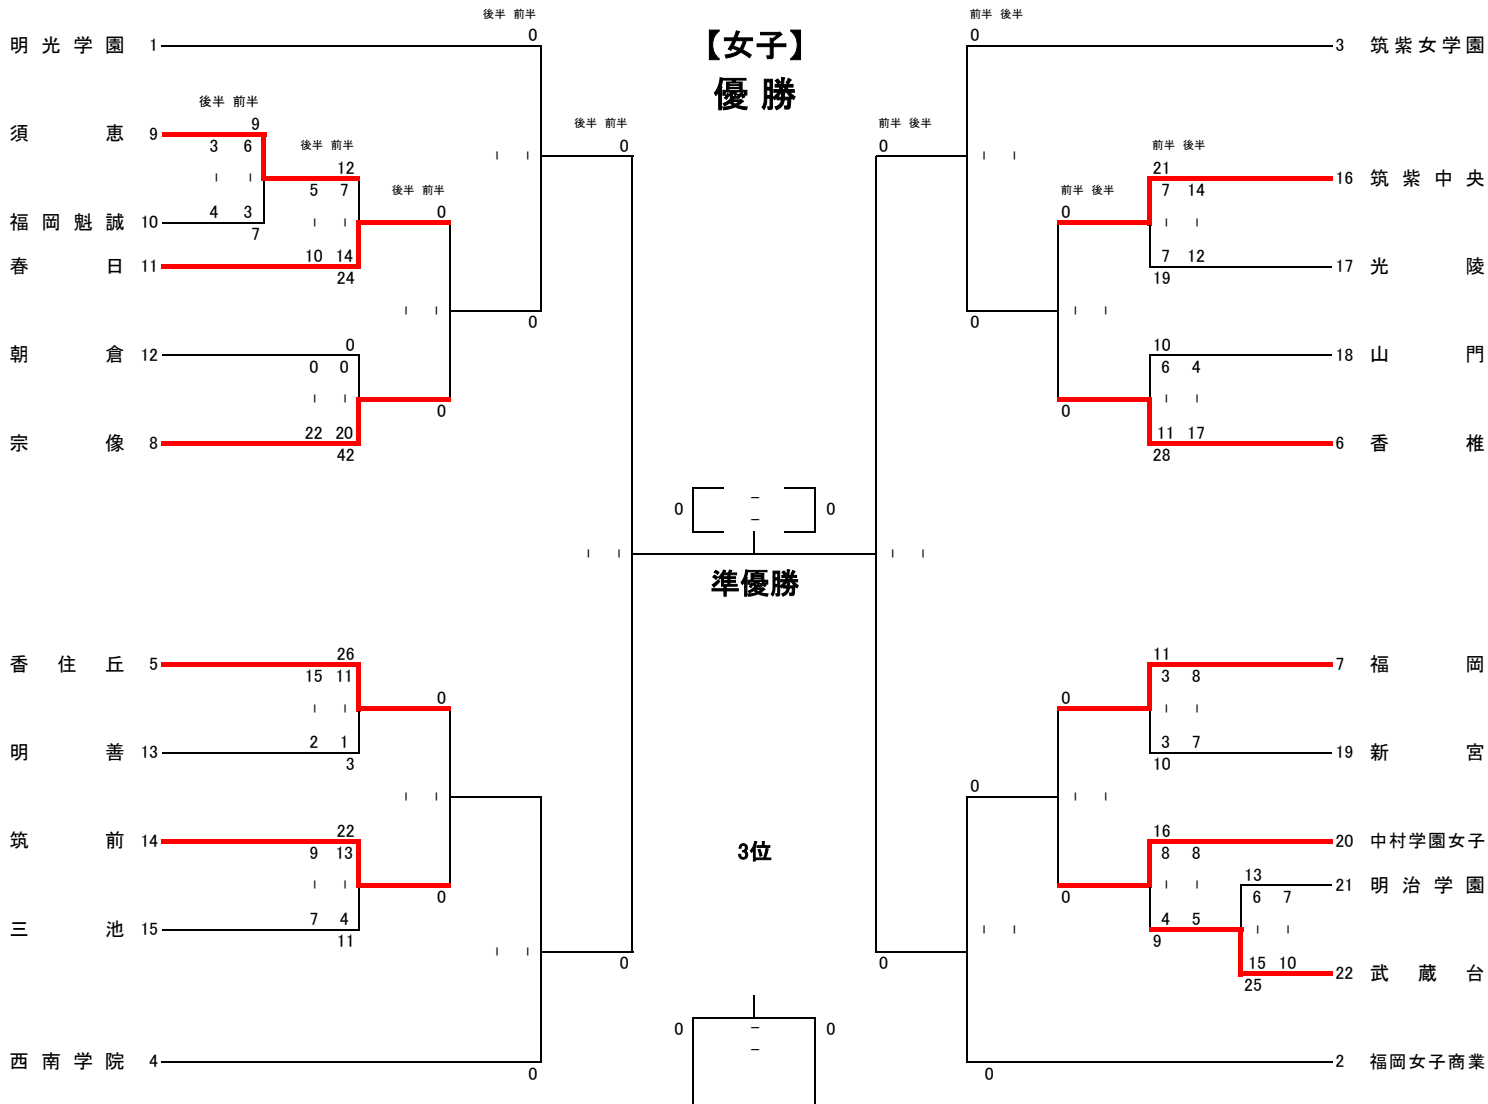 後半 前半
前半 後半
明光学園 1
0
【女子】
0
3 筑紫女学園
優勝
後半 前半
須恵 9
9
3 6
後半 前半
後半 前半
0
前半 後半
0
12
5 7
後半 前半
0
4 3
福岡魁誠 10
7
10 14
春日 11
24
前半 後半
21
7 14
16 筑紫中央
前半 後半
0
7 12
17 光陵
19
0
0
朝倉 12
0
0 0
0
22 20
宗像 8
42
10
6 4
18 山門
0
11 17
6 香椎
28
0 － 0
－
準優勝
香住丘 5
26
15 11
0
2 1
明善 13
3
11
3 8
7 福岡
0
3 7
19 新宮
10
0
筑前 14
22
9 13
0
7 4
三池 15
11
3位
16
8 8
20 中村学園女子
13
6 7
21 明治学園
0
4 5
9
15 10
22 武蔵台
25
0
0
0 － 0
－
西南学院 4
0
2 福岡女子商業
0